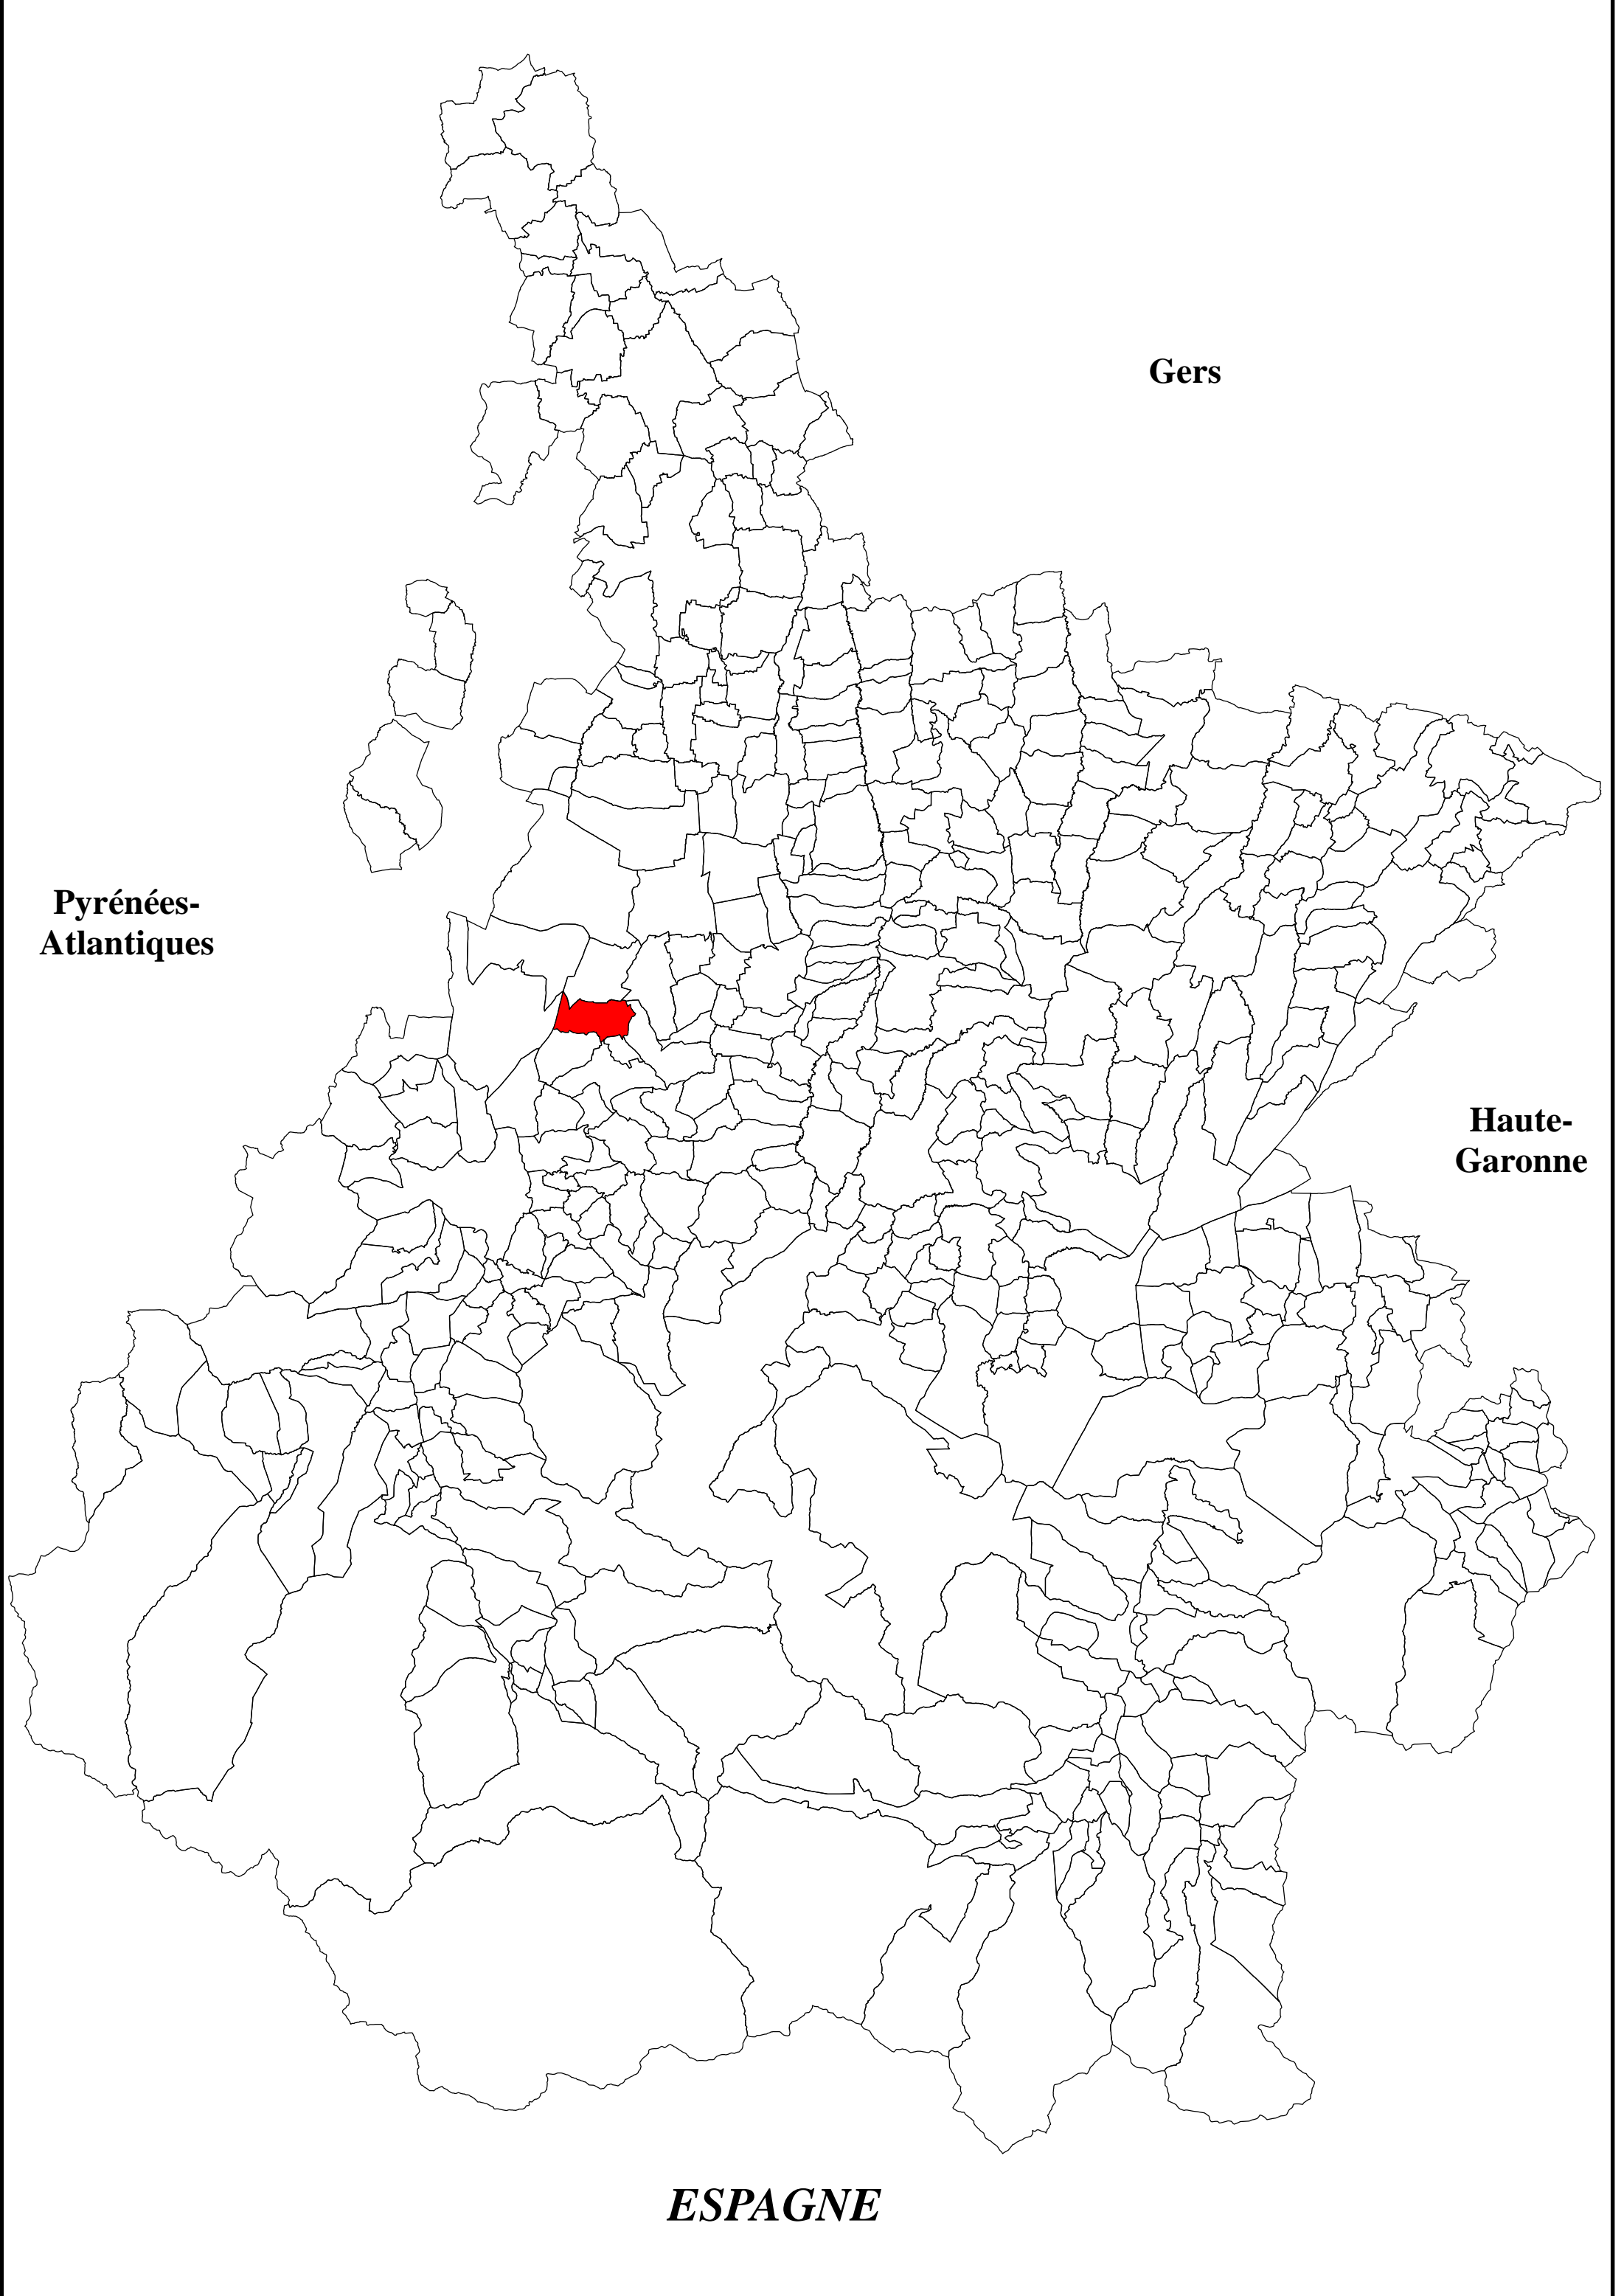 Gers
Pyrénées-
Atlantiques
Haute-
Garonne
ESPAGNE